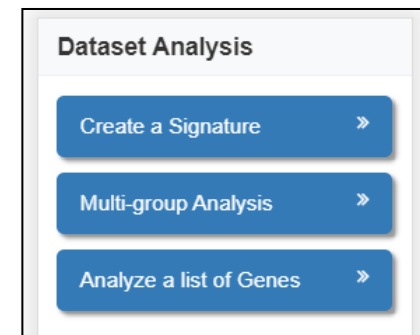 Dataset Analysis
Create a Signature »
Multi-group Analysis »
Analyze a list of Genes »